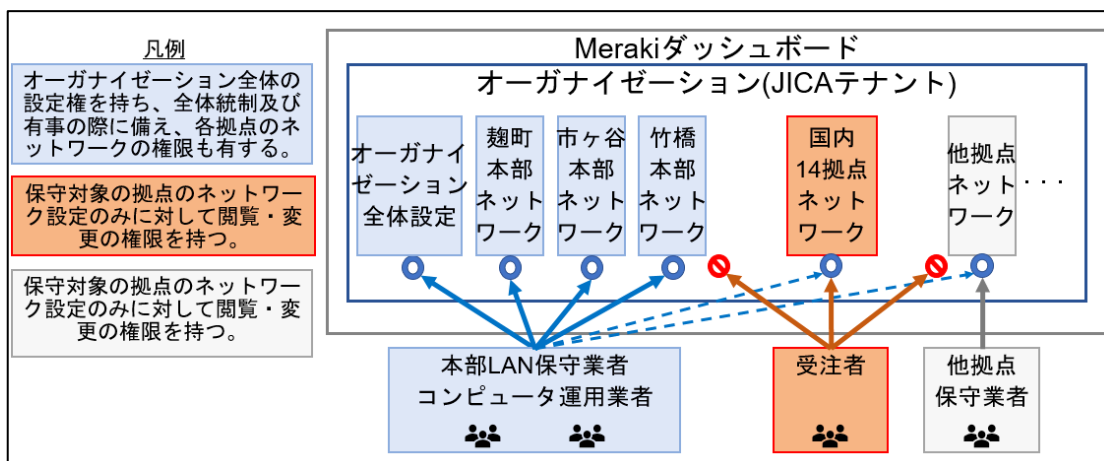 凡例
オーガナイゼーション全体の
設定権を持ち、全体統制及び
有事の際に備え、各拠点のネッ
トワークの権限も有する。
保守対象の拠点のネットワー
ク設定のみに対して閲覧・変
更の権限を持つ。
保守対象の拠点のネットワー
ク設定のみに対して閲覧・変
更の権限を持つ。
Merakiダッシュボード
オーガナイゼーション(JICAテナント)
オーガナイ
ゼーション
全体設定
麹町
本部
ネット
ワーク
市ヶ谷
本部
ネット
ワーク
竹橋
本部
ネット
ワーク
国内
14拠点
ネット
ワーク
他拠点
ネット
ワーク
・・・
本部LAN保守業者
コンピュータ運用業者
受注者
他拠点
保守業者